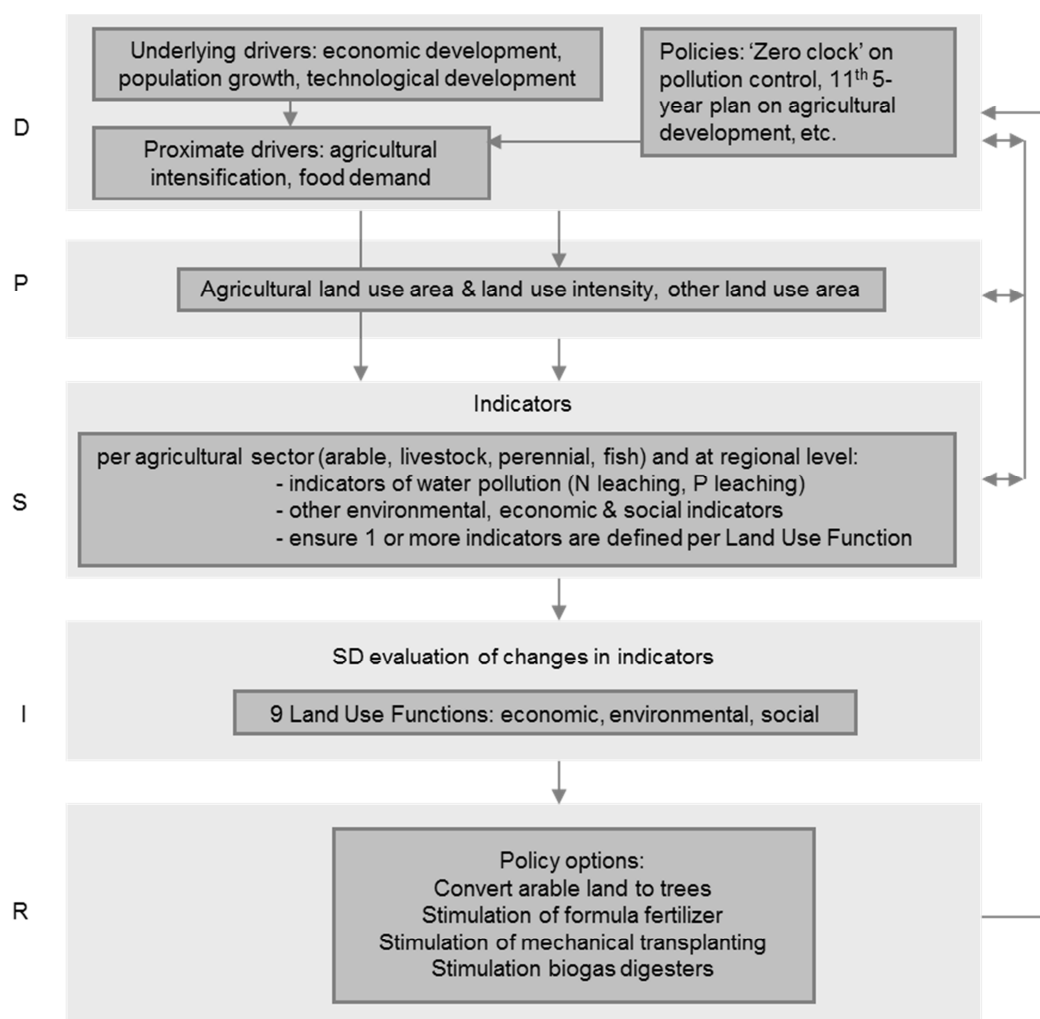 Underlying drivers: economic development,
population growth, technological development
Policies: ‘Zero clock’ on
pollution control, 11th 5-
year plan on agricultural
development, etc.
D
Proximate drivers: agricultural
intensification, food demand
P
Agricultural land use area & land use intensity, other land use area
Indicators
per agricultural sector (arable, livestock, perennial, fish) and at regional level:
- indicators of water pollution (N leaching, P leaching)
S
- other environmental, economic & social indicators
- ensure 1 or more indicators are defined per Land Use Function
SD evaluation of changes in indicators
I
9 Land Use Functions: economic, environmental, social
Policy options:
Convert arable land to trees
R
Stimulation of formula fertilizer
Stimulation of mechanical transplanting
Stimulation biogas digesters